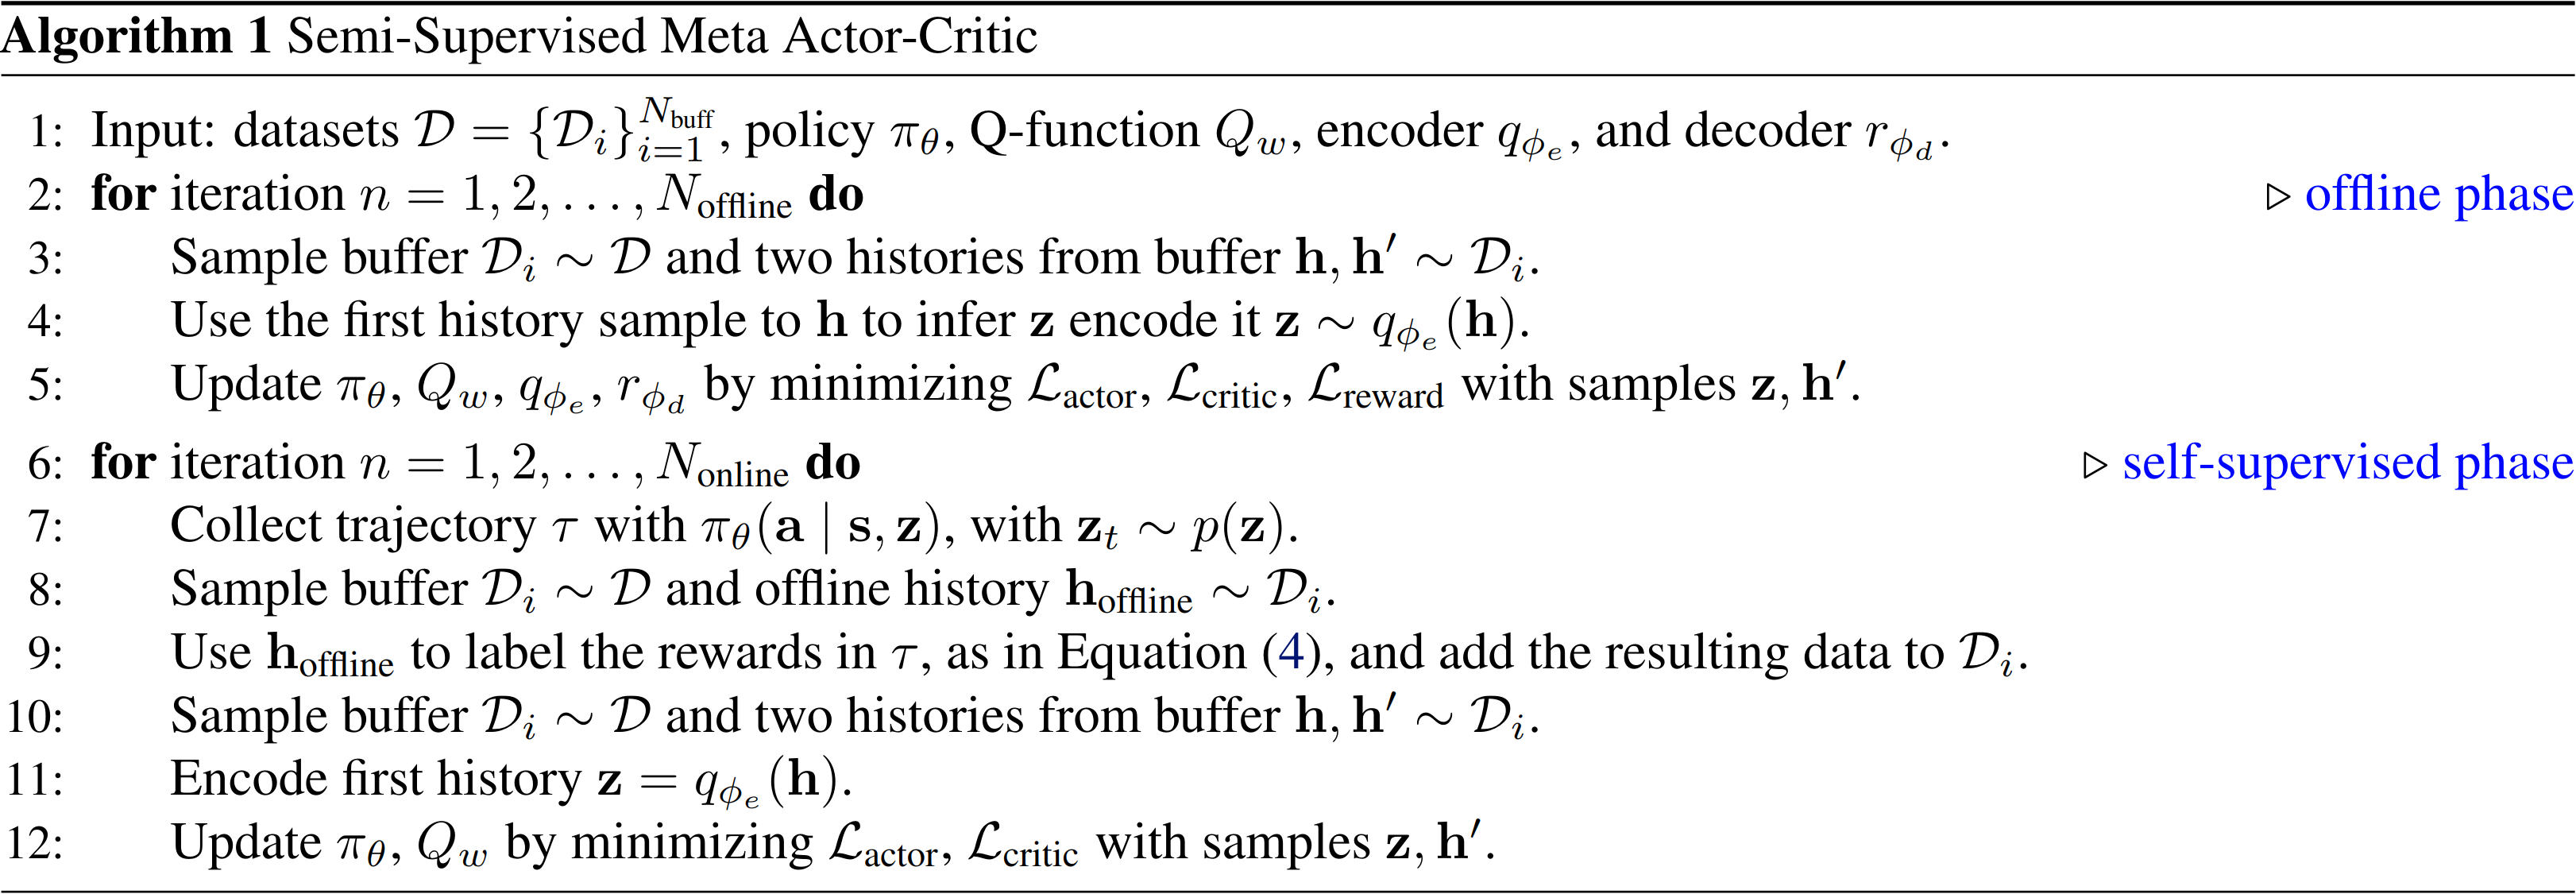 Algorithm 1 Semi-Supervised Meta Actor-Critic
1: Input: datasets $\mathcal{D} = \{\mathcal{D}_i\}_{i=1}^{N_{\text{buff}}}$, policy $\pi_\theta$, Q-function $Q_w$, encoder $q_{\phi_e}$, and decoder $r_{\phi_d}$.
2: for iteration $n = 1, 2, \ldots, N_{\text{offline}}$ do ▷ offline phase
3: Sample buffer $\mathcal{D}_i \sim \mathcal{D}$ and two histories from buffer $\mathbf{h}, \mathbf{h}' \sim \mathcal{D}_i$.
4: Use the first history sample to $\mathbf{h}$ to infer $\mathbf{z}$ encode it $\mathbf{z} \sim q_{\phi_e}(\mathbf{h})$.
5: Update $\pi_\theta$, $Q_w$, $q_{\phi_e}$, $r_{\phi_d}$ by minimizing $\mathcal{L}_{\text{actor}}$, $\mathcal{L}_{\text{critic}}$, $\mathcal{L}_{\text{reward}}$ with samples $\mathbf{z}, \mathbf{h}'$.
6: for iteration $n = 1, 2, \ldots, N_{\text{online}}$ do ▷ self-supervised phase
7: Collect trajectory $\tau$ with $\pi_\theta(\mathbf{a} \mid \mathbf{s}, \mathbf{z})$, with $\mathbf{z}_t \sim p(\mathbf{z})$.
8: Sample buffer $\mathcal{D}_i \sim \mathcal{D}$ and offline history $\mathbf{h}_{\text{offline}} \sim \mathcal{D}_i$.
9: Use $\mathbf{h}_{\text{offline}}$ to label the rewards in $\tau$, as in Equation (4), and add the resulting data to $\mathcal{D}_i$.
10: Sample buffer $\mathcal{D}_i \sim \mathcal{D}$ and two histories from buffer $\mathbf{h}, \mathbf{h}' \sim \mathcal{D}_i$.
11: Encode first history $\mathbf{z} = q_{\phi_e}(\mathbf{h})$.
12: Update $\pi_\theta$, $Q_w$ by minimizing $\mathcal{L}_{\text{actor}}$, $\mathcal{L}_{\text{critic}}$ with samples $\mathbf{z}, \mathbf{h}'$.